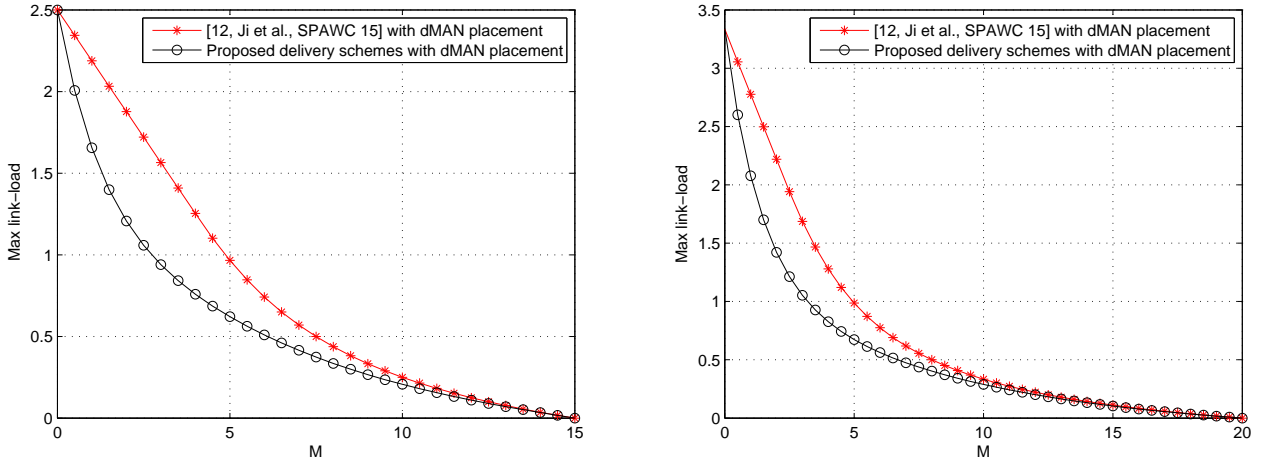 [12, Ji et al., SPAWC 15] with dMAN placement
Proposed delivery schemes with dMAN placement
Max link-load
2.5
2
1.5
1
0.5
0
0
5
10
15
M
[12, Ji et al., SPAWC 15] with dMAN placement
Proposed delivery schemes with dMAN placement
Max link-load
3.5
3
2.5
2
1.5
1
0.5
0
0
5
10
15
20
M